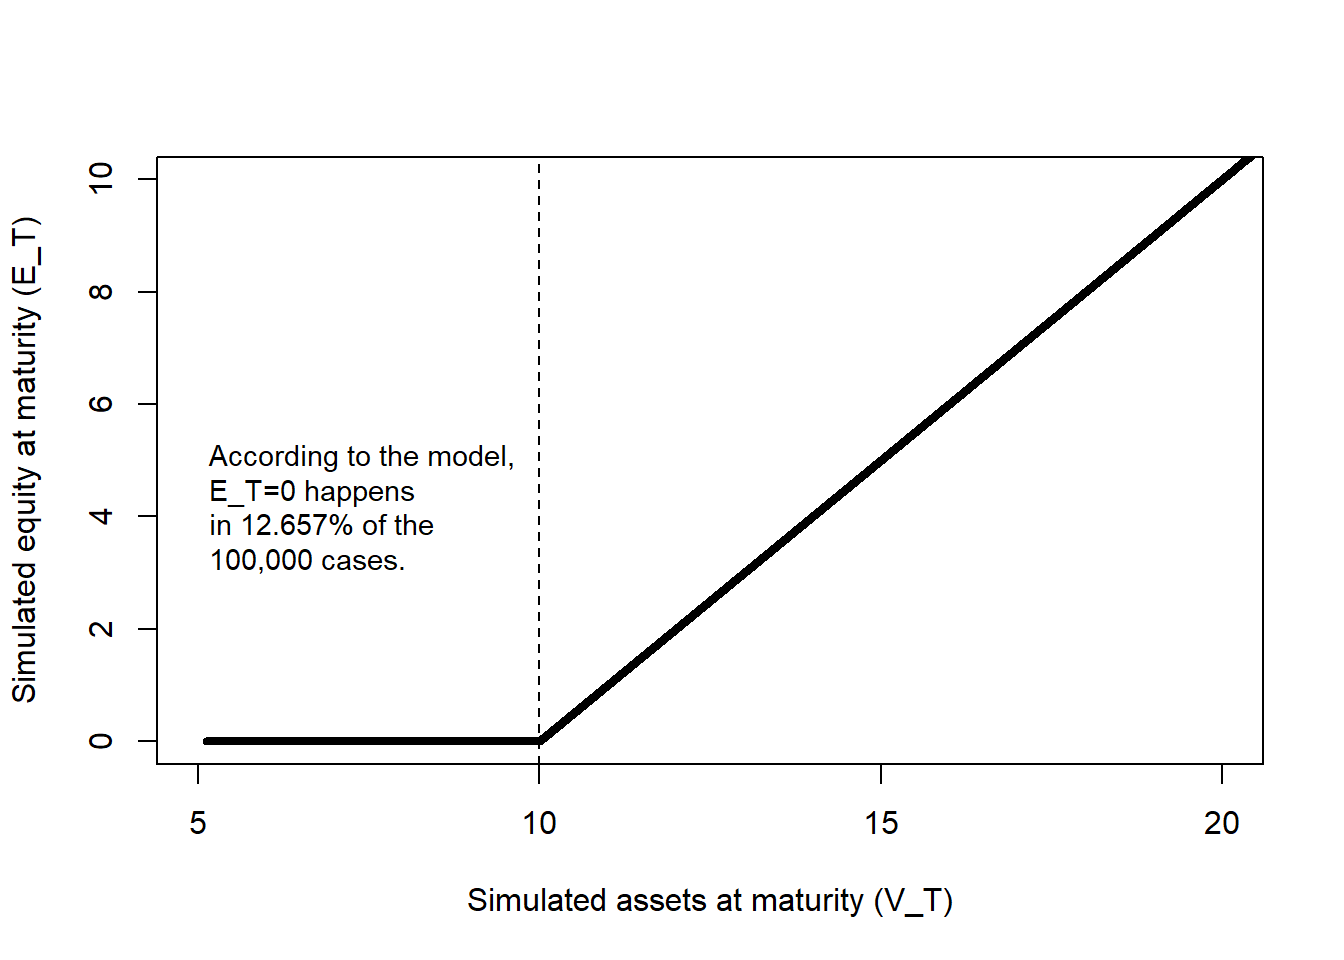 10
8
6
4
2
0
Simulated equity at maturity (E_T)
According to the model,
E_T=0 happens
in 12.657% of the
100,000 cases.
5 10 15 20
Simulated assets at maturity (V_T)